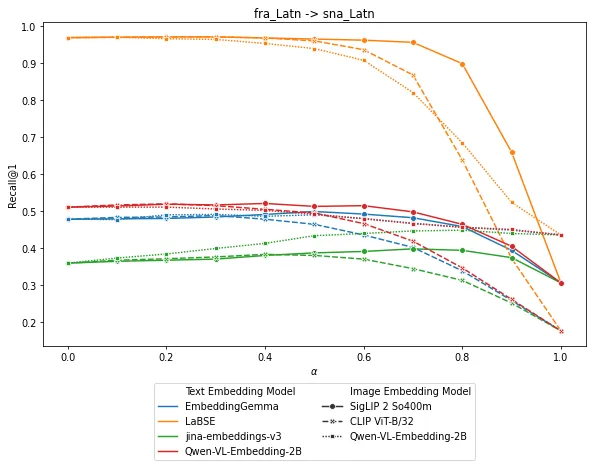 fra_Latn -> sna_Latn
Recall@1
1.0
0.9
0.8
0.7
0.6
0.5
0.4
0.3
0.2
0.0 0.2 0.4 0.6 0.8 1.0
α
Text Embedding Model Image Embedding Model
EmbeddingGemma SigLIP 2 So400m
LaBSE CLIP ViT-B/32
jina-embeddings-v3 Qwen-VL-Embedding-2B
Qwen-VL-Embedding-2B